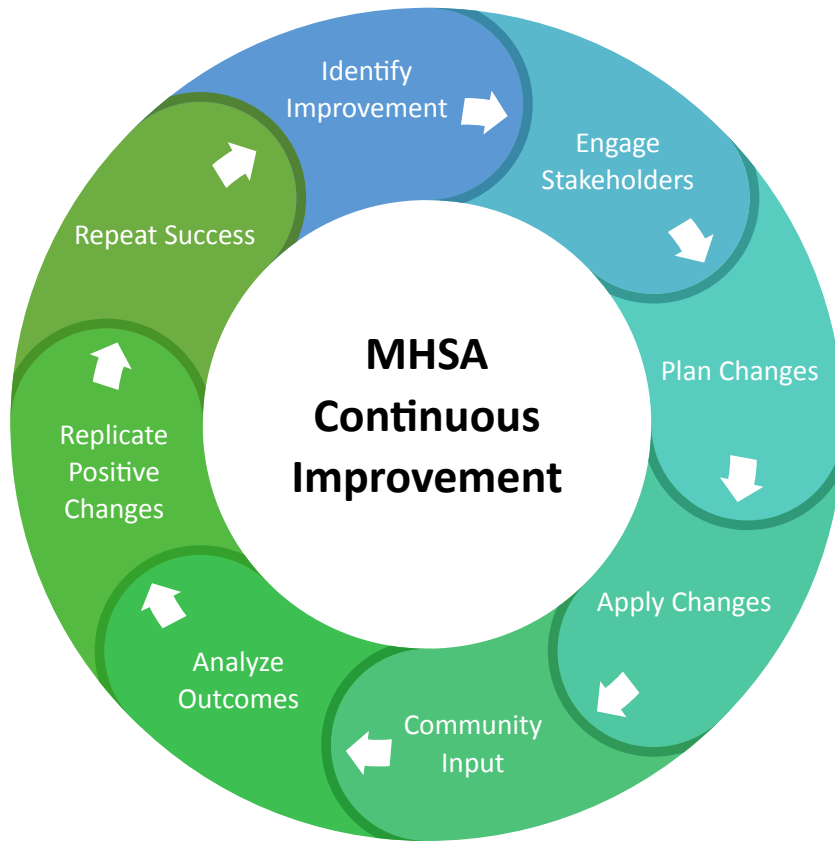 Identify
Improvement
Engage
Stakeholders
Plan Changes
Apply Changes
Community
Input
Analyze
Outcomes
Replicate
Positive
Changes
Repeat Success
MHSA
Continuous
Improvement